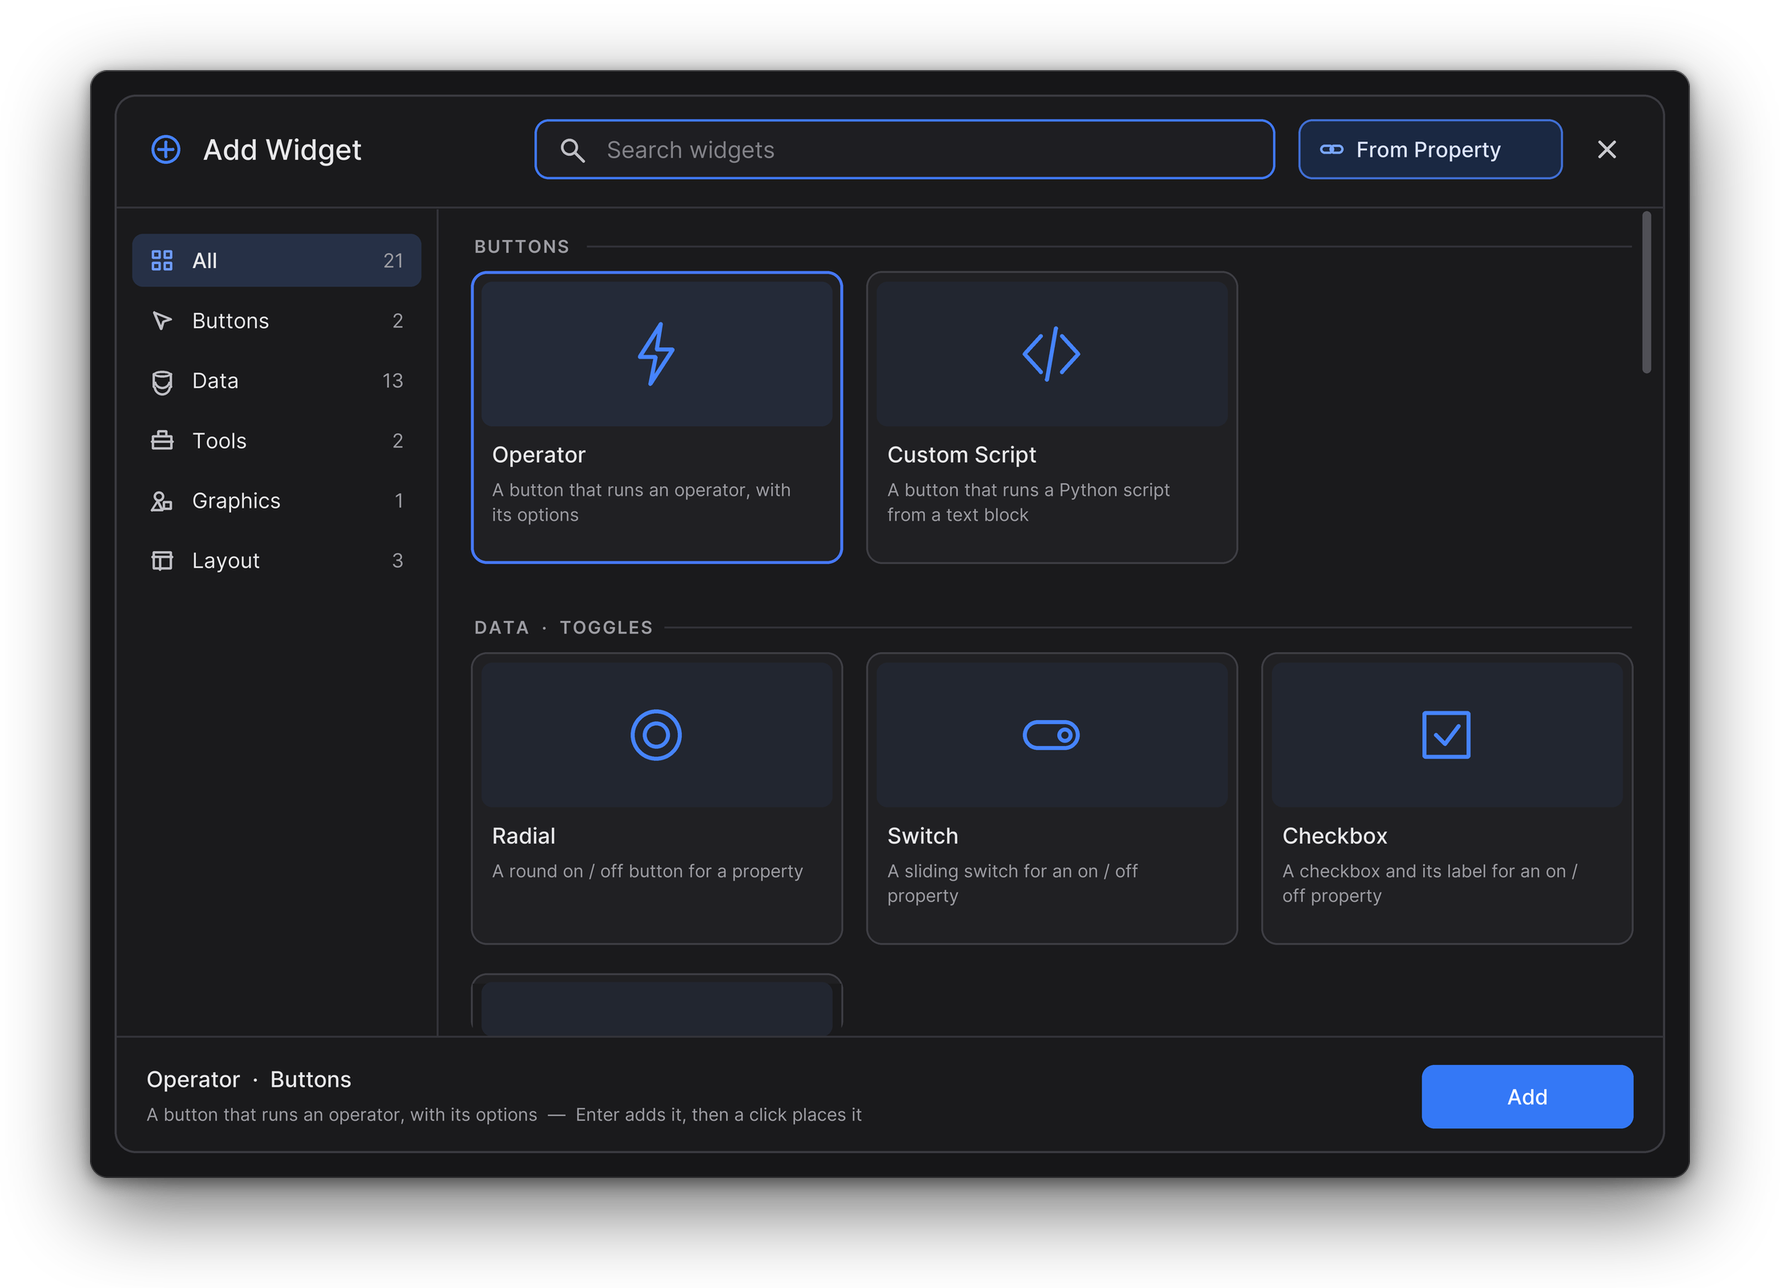 Add Widget
Search widgets
From Property
All 21
Buttons 2
Data 13
Tools 2
Graphics 1
Layout 3
BUTTONS
Operator
A button that runs an operator, with
its options
Custom Script
A button that runs a Python script
from a text block
DATA · TOGGLES
Radial
A round on / off button for a property
Switch
A sliding switch for an on / off
property
Checkbox
A checkbox and its label for an on /
off property
Operator · Buttons
A button that runs an operator, with its options — Enter adds it, then a click places it
Add